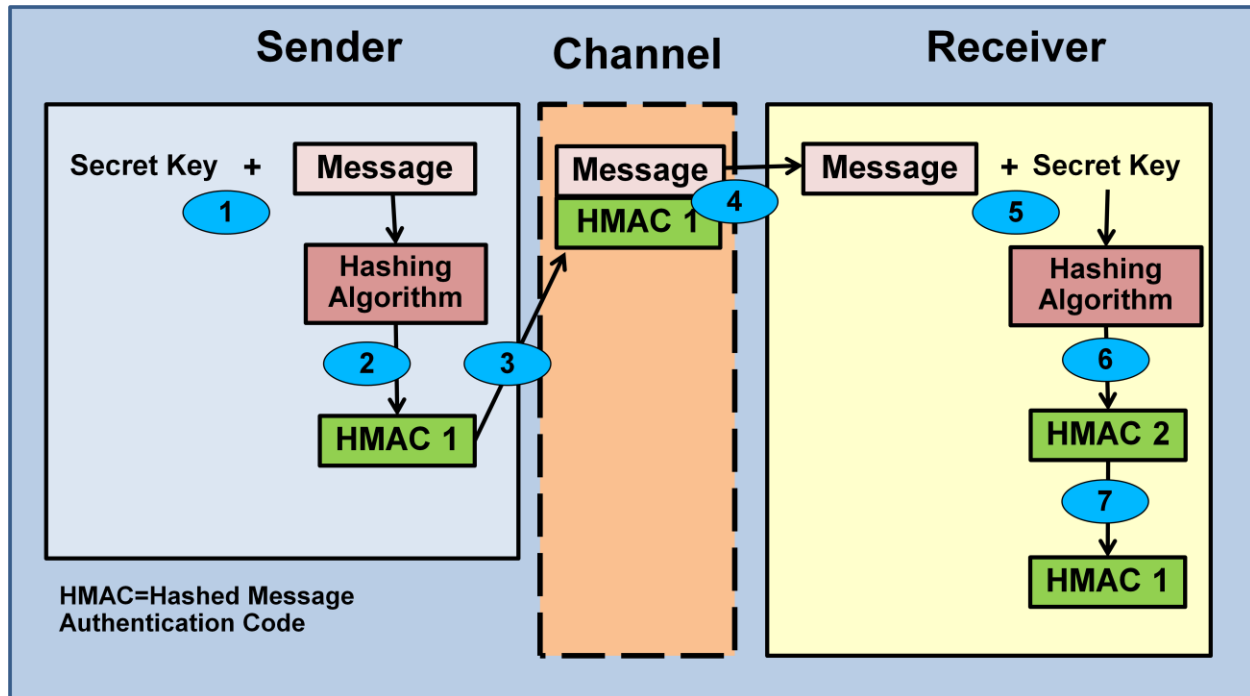 Sender
Channel
Receiver
Secret Key + Message
1
Hashing
Algorithm
2
HMAC 1
3
Message
HMAC 1
4
Message + Secret Key
5
Hashing
Algorithm
6
HMAC 2
7
HMAC 1
HMAC=Hashed Message
Authentication Code